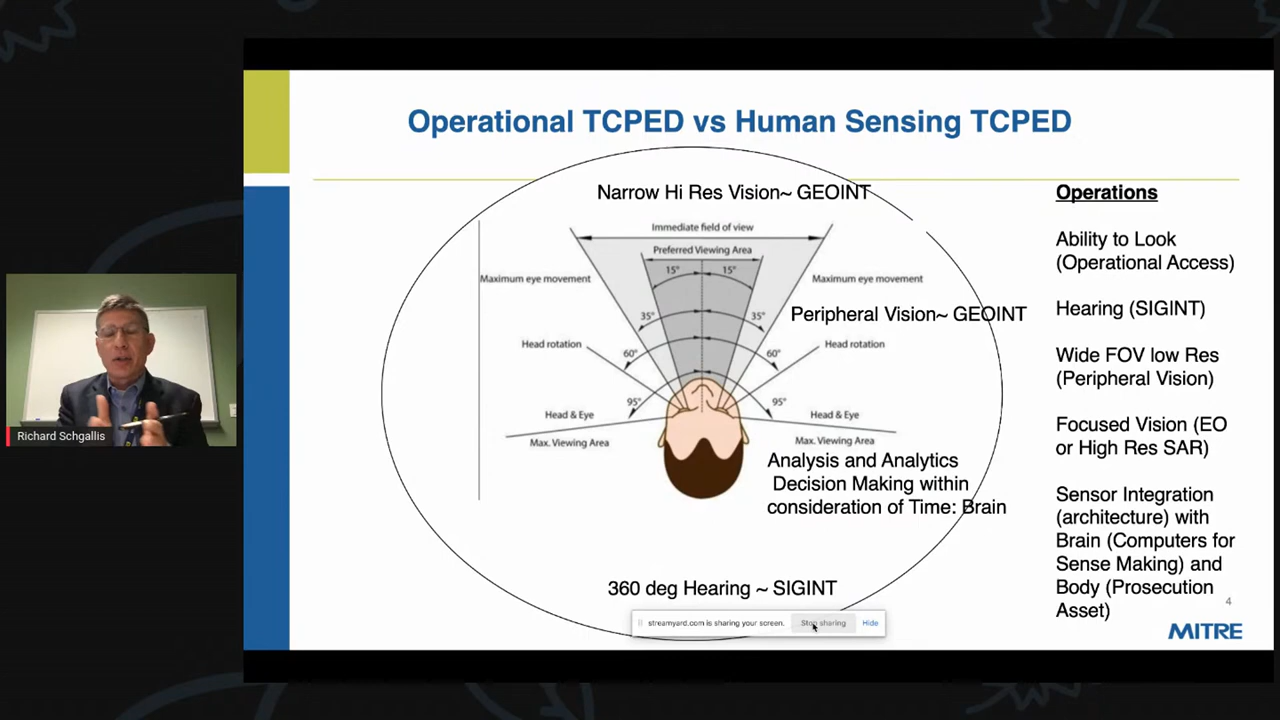 Operational TCPED vs Human Sensing TCPED
Narrow Hi Res Vision~ GEOINT
Immediate field of view
Preferred Viewing Area
15° 15°
Maximum eye movement Maximum eye movement
35° 35°
Peripheral Vision~ GEOINT
Head rotation Head rotation
60° 60°
95° 95°
Head & Eye Head & Eye
Max. Viewing Area Max. Viewing Area
Analysis and Analytics
Decision Making within
consideration of Time: Brain
360 deg Hearing ~ SIGINT
streamyard.com is sharing your screen. Stop sharing Hide
Operations
Ability to Look
(Operational Access)
Hearing (SIGINT)
Wide FOV low Res
(Peripheral Vision)
Focused Vision (EO
or High Res SAR)
Sensor Integration
(architecture) with
Brain (Computers for
Sense Making) and
Body (Prosecution
Asset)
4
MITRE
Richard Schgallis